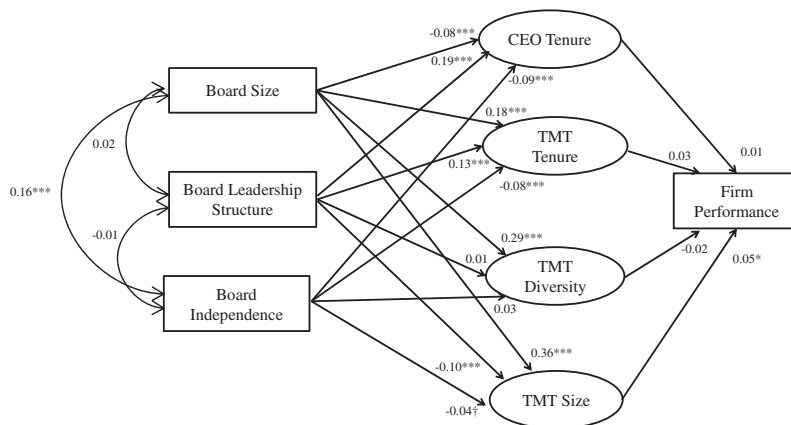 -0.08***
CEO Tenure
0.19***
-0.09***
Board Size
0.18***
0.02
TMT
Tenure
0.13***
0.03
0.01
0.16***
Board Leadership
Structure
-0.08***
Firm
Performance
-0.01
0.29***
-0.02
0.01
TMT
Diversity
0.05*
Board
Independence
0.03
0.36***
-0.10***
TMT Size
-0.04†